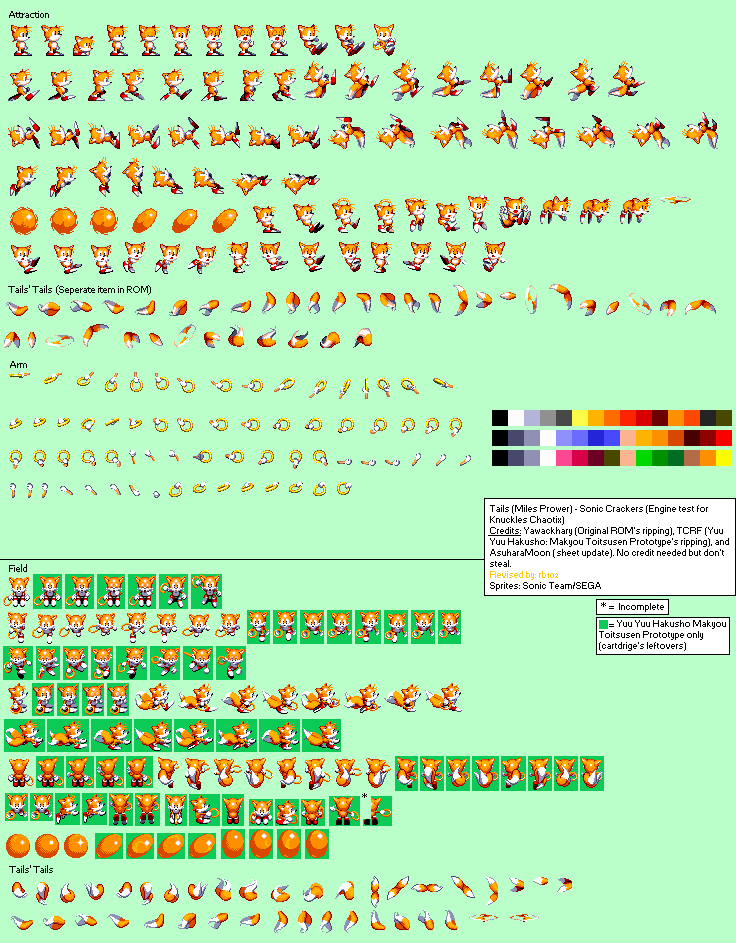 Attraction
Tails' Tails (Seperate item in ROM)
Arm
Tails (Miles Prower) - Sonic Crackers (Engine test for
Knuckles Chaotix)
Credits: Yawackhary (Original ROM's ripping), TCRF (Yuu
Yuu Hakusho: Makyou Toitsusen Prototype's ripping), and
AsuharaMoon (sheet update). No credit needed but don't
steal.
Revised by: rb102
Sprites: Sonic Team/SEGA
* = Incomplete
= Yuu Yuu Hakusho Makyou
Toitsusen Prototype only
(cartdrige's leftovers)
Field
*
Tails' Tails